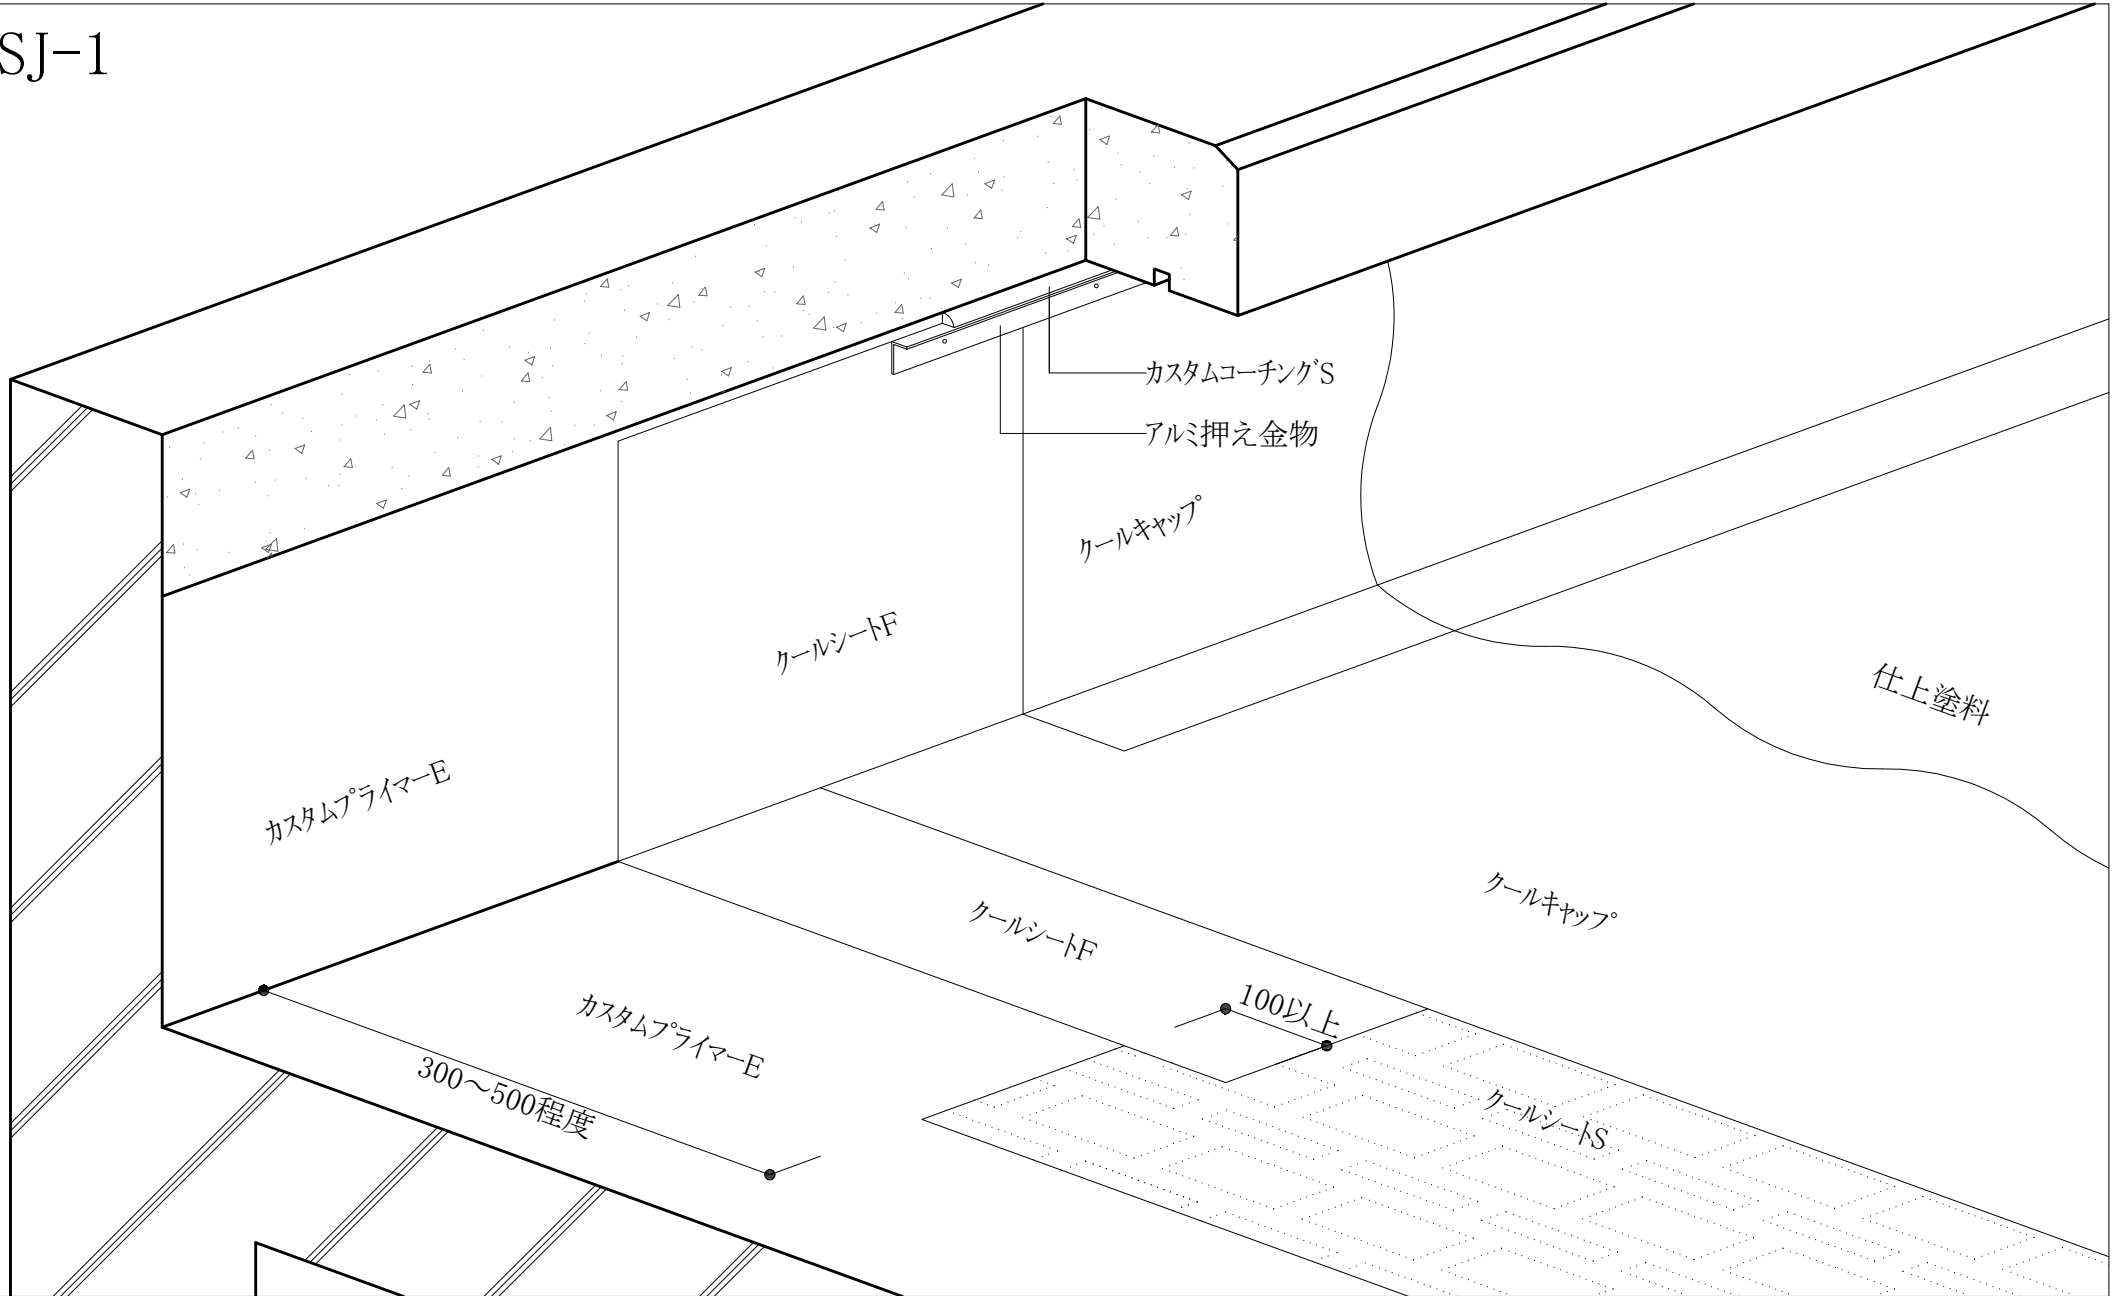 SJ-1
カスタムコーチングS
アルミ押え金物
クールキャップ
クールシートF
仕上塗料
カスタムプライマーE
クールキャップ
クールシートF
100以上
カスタムプライマーE
300～500程度
クールシートS